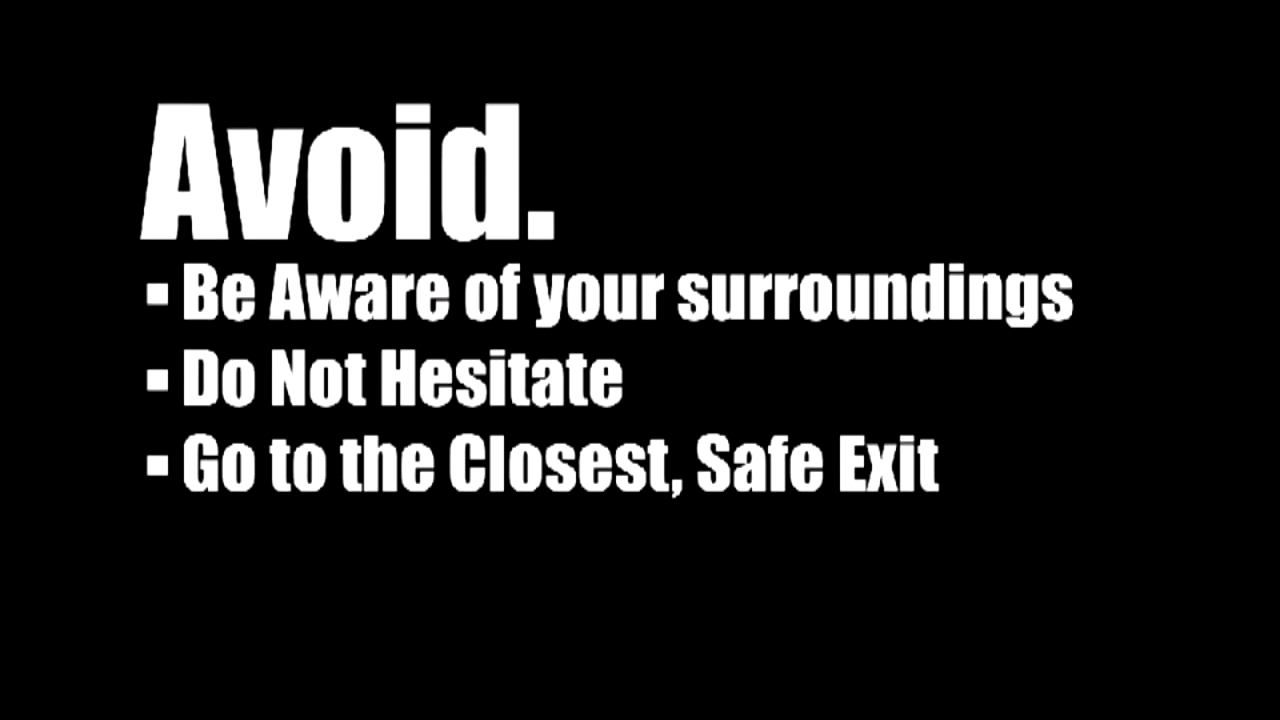 Avoid.
▪ Be Aware of your surroundings
▪ Do Not Hesitate
▪ Go to the Closest, Safe Exit